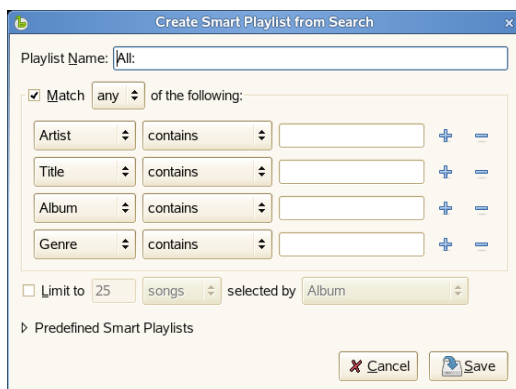 Create Smart Playlist from Search
Playlist Name: All:
Match any of the following:
Artist contains
Title contains
Album contains
Genre contains
Limit to 25 songs selected by Album
Predefined Smart Playlists
Cancel Save